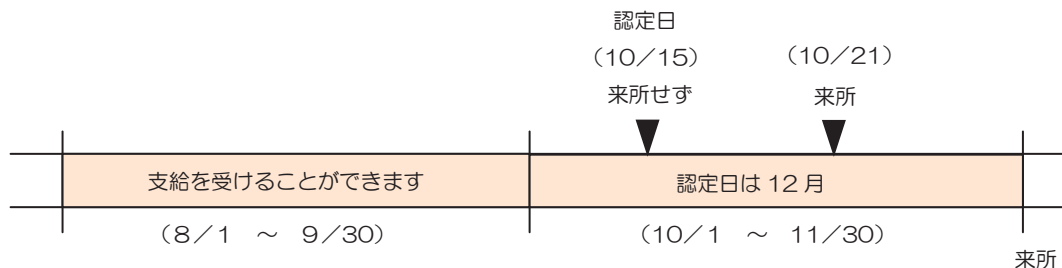 認定日
（10／15）　（10／21）
来所せず　来所
支給を受けることができます　認定日は 12 月
（8／1　～　9／30）　（10／1　～　11／30）
来所